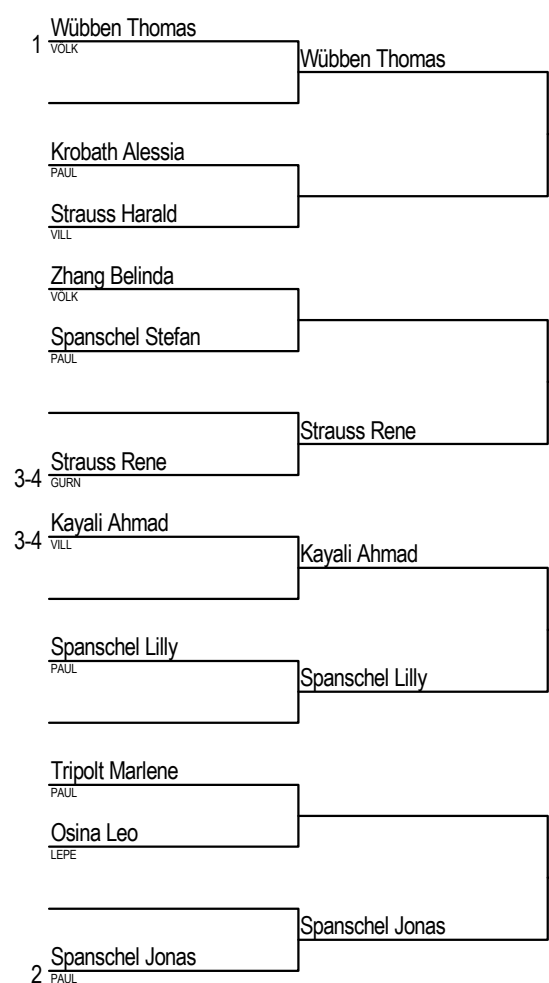 Wübben Thomas
1
VÖLK
Wübben Thomas
Krobath Alessia
PAUL
Strauss Harald
VILL
Zhang Belinda
VÖLK
Spanschel Stefan
PAUL
Strauss Rene
Strauss Rene
3-4
GURN
Kayali Ahmad
3-4
VILL
Kayali Ahmad
Spanschel Lilly
PAUL
Spanschel Lilly
Tripolt Marlene
PAUL
Osina Leo
LEPE
Spanschel Jonas
Spanschel Jonas
2
PAUL